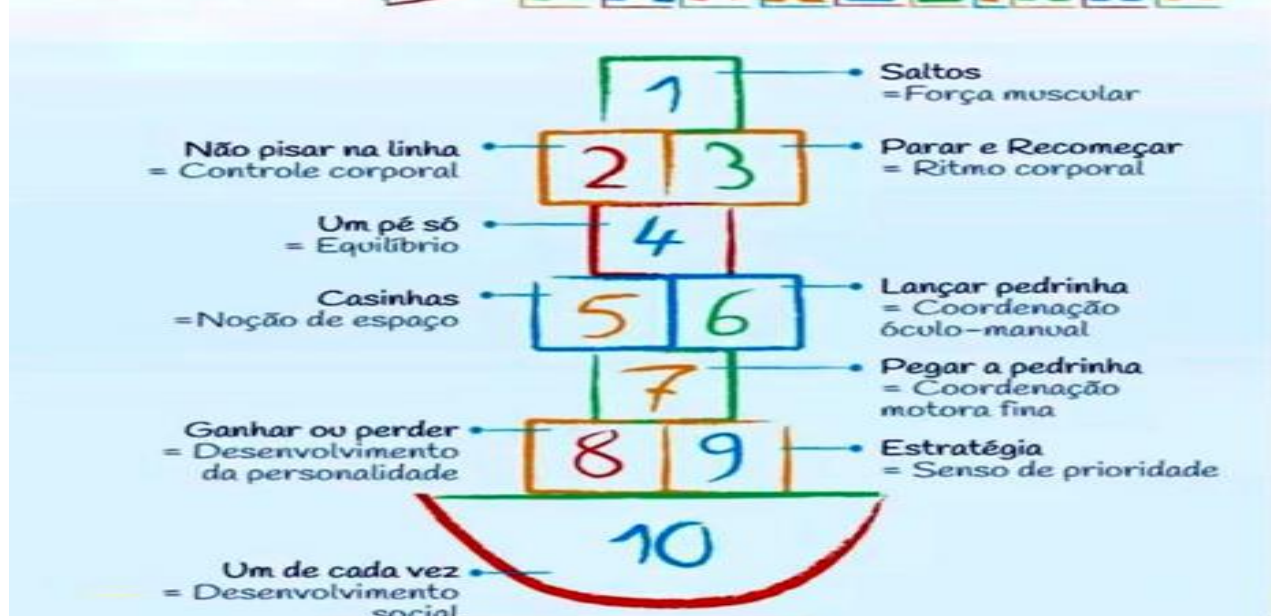 1
Saltos
=Força muscular
Não pisar na linha
= Controle corporal
2 3
Parar e Recomeçar
= Ritmo corporal
Um pé só
= Equilíbrio
4
Casinhas
=Noção de espaço
5 6
Lançar pedrinha
= Coordenação
óculo-manual
7
Pegar a pedrinha
= Coordenação
motora fina
Ganhar ou perder
= Desenvolvimento
da personalidade
8 9
Estratégia
= Senso de prioridade
10
Um de cada vez
= Desenvolvimento
social